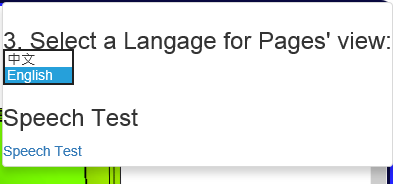 3. Select a Langage for Pages' view:
中文
English
Speech Test
Speech Test